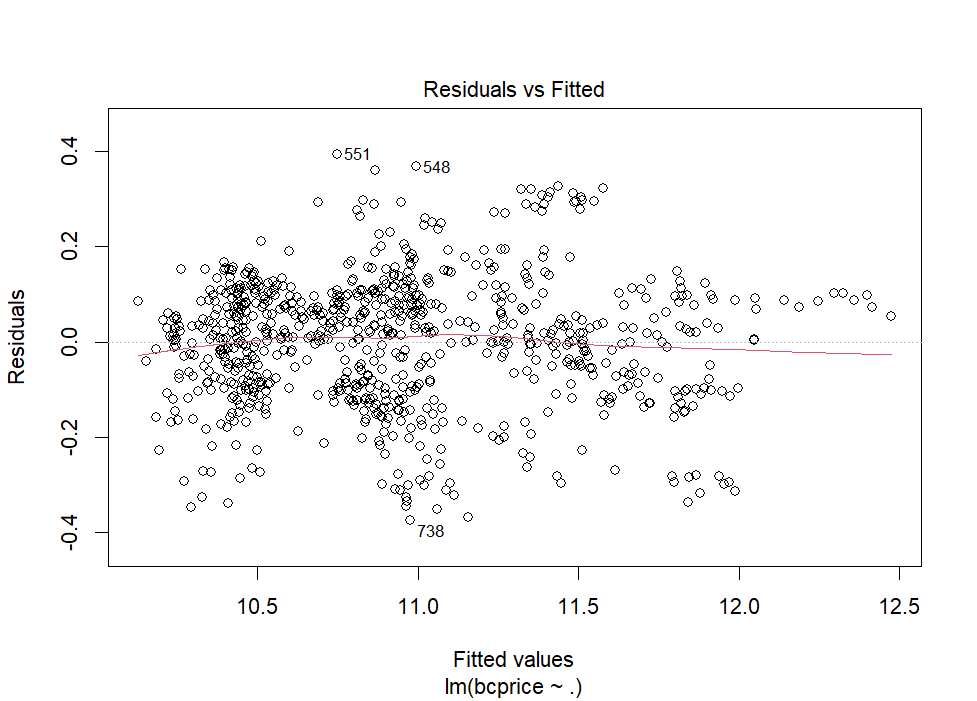 Residuals vs Fitted
Residuals
0.4
0.2
0.0
-0.2
-0.4
551
548
738
10.5 11.0 11.5 12.0 12.5
Fitted values
lm(bcprice ~ .)